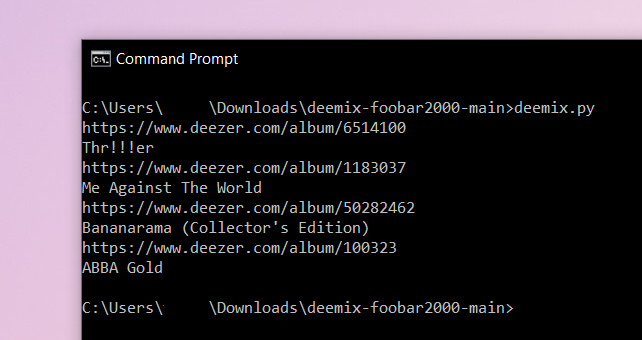 Command Prompt
C:\Users\ \Downloads\deemix-foobar2000-main>deemix.py
https://www.deezer.com/album/6514100
Thr!!!er
https://www.deezer.com/album/1183037
Me Against The World
https://www.deezer.com/album/50282462
Bananarama (Collector's Edition)
https://www.deezer.com/album/100323
ABBA Gold
C:\Users\ \Downloads\deemix-foobar2000-main>